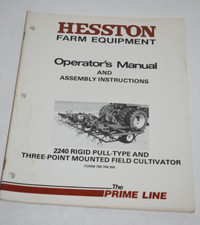 HESSTON
FARM EQUIPMENT
Operator's Manual
AND
ASSEMBLY INSTRUCTIONS
2240 RIGID PULL-TYPE AND
THREE-POINT MOUNTED FIELD CULTIVATOR
The
PRIME LINE